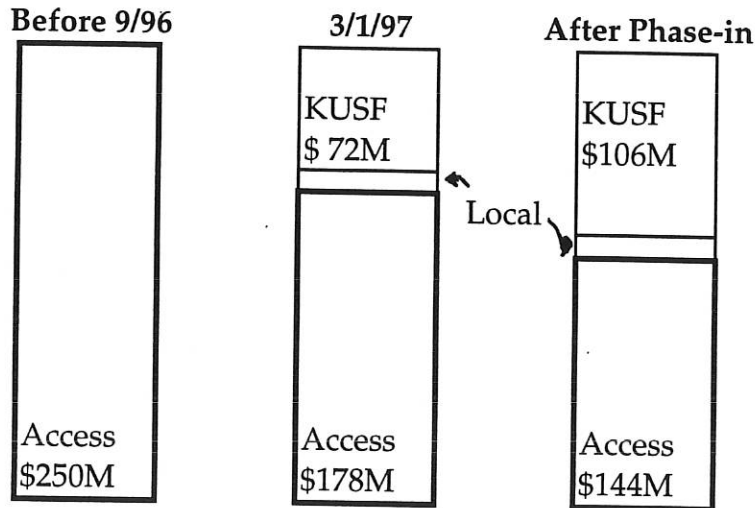 Before 9/96
3/1/97
After Phase-in
KUSF
$ 72M
KUSF
$106M
Local
Access
$250M
Access
$178M
Access
$144M